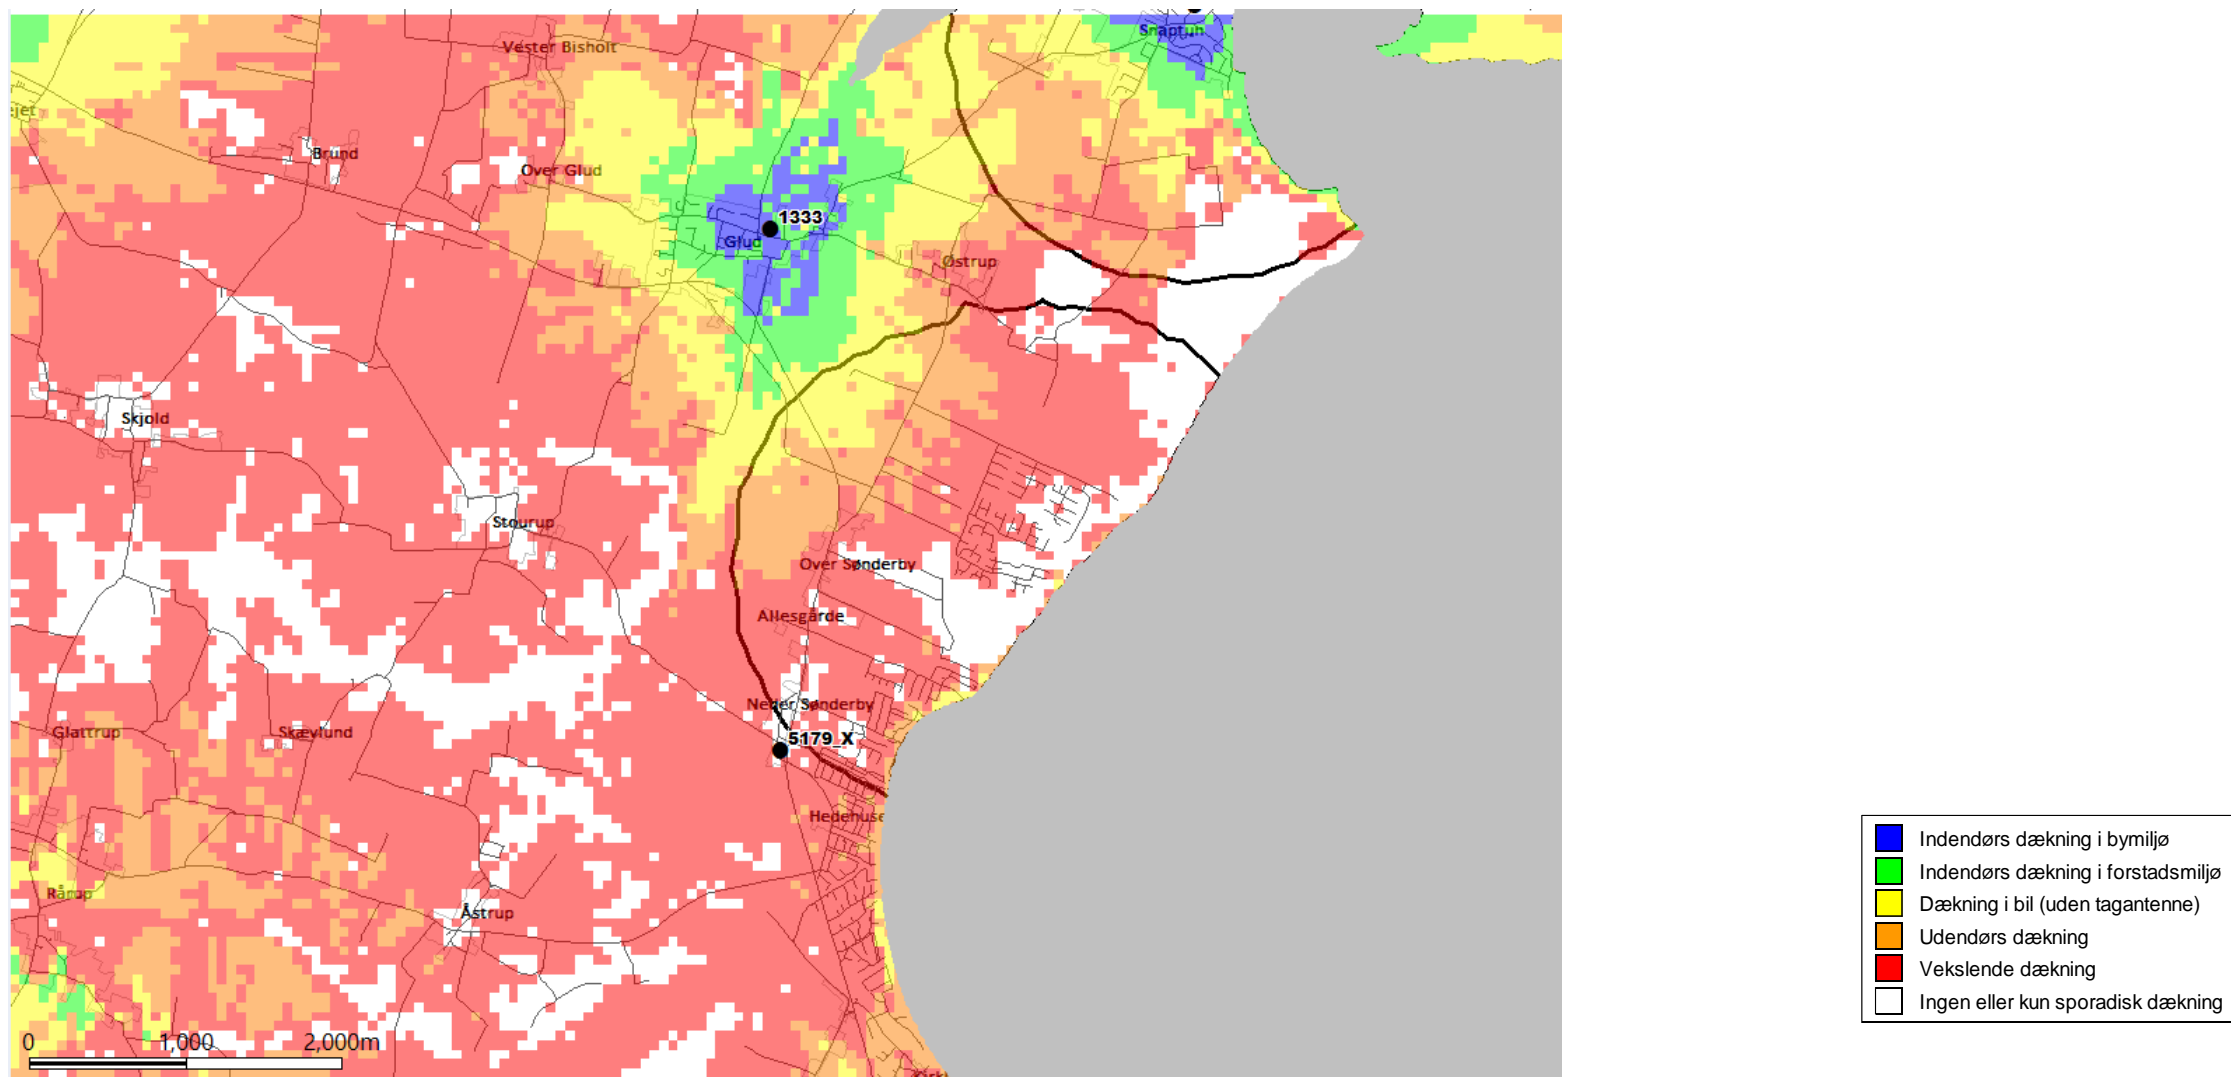 Snaptun
Vester Bisholt
ejet
Brund
Over Glud
1333
Glud
Østrup
Skjold
Stourup
Over Sønderby
Allesgårde
Neder Sønderby
5179_X
Glattrup
Skævlund
Hedenuse
Rårup
Åstrup
0 1,000 2,000m
Indendørs dækning i bymiljø
Indendørs dækning i forstadsmiljø
Dækning i bil (uden tagantenne)
Udendørs dækning
Vekslende dækning
Ingen eller kun sporadisk dækning